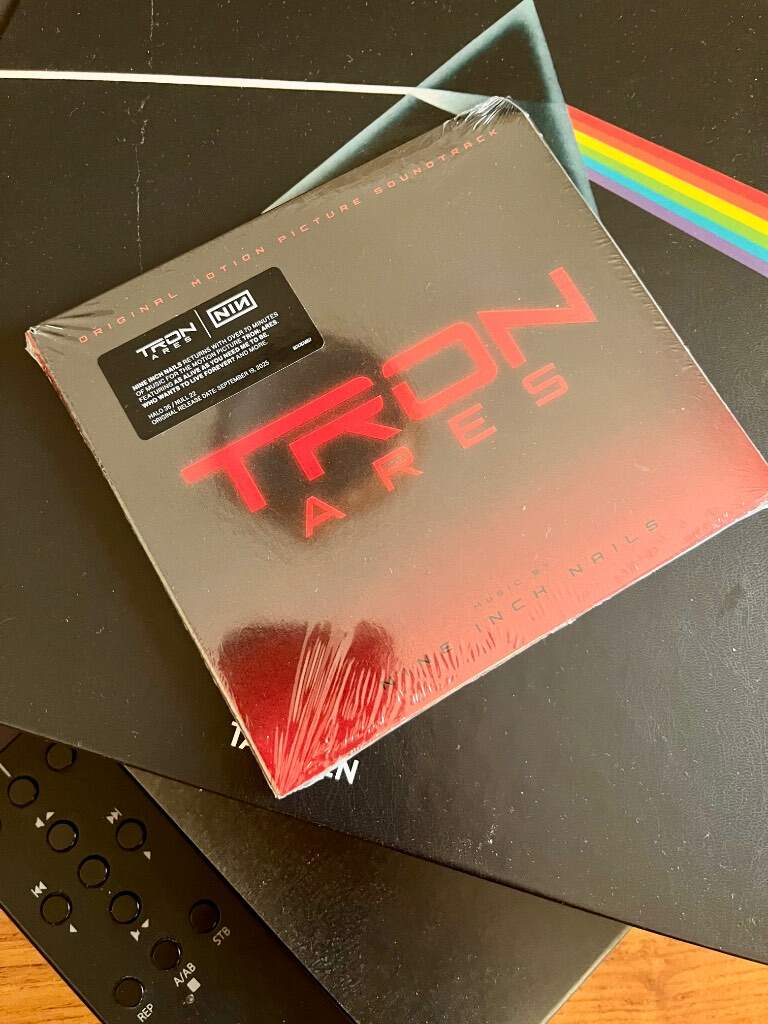 ORIGINAL MOTION PICTURE SOUNDTRACK
TRON
ARES
NIN
NINE INCH NAILS RETURNS WITH OVER 70 MINUTES
OF MUSIC FOR THE MOTION PICTURE TRON: ARES.
FEATURING AS ALIVE AS YOU NEED ME TO BE,
WHO WANTS TO LIVE FOREVER? AND MORE.
HALO 36 / NULL 22
ORIGINAL RELEASE DATE: SEPTEMBER 19, 2025
TRON
ARES
MUSIC BY
NINE INCH NAILS
STB
A/AB
REP